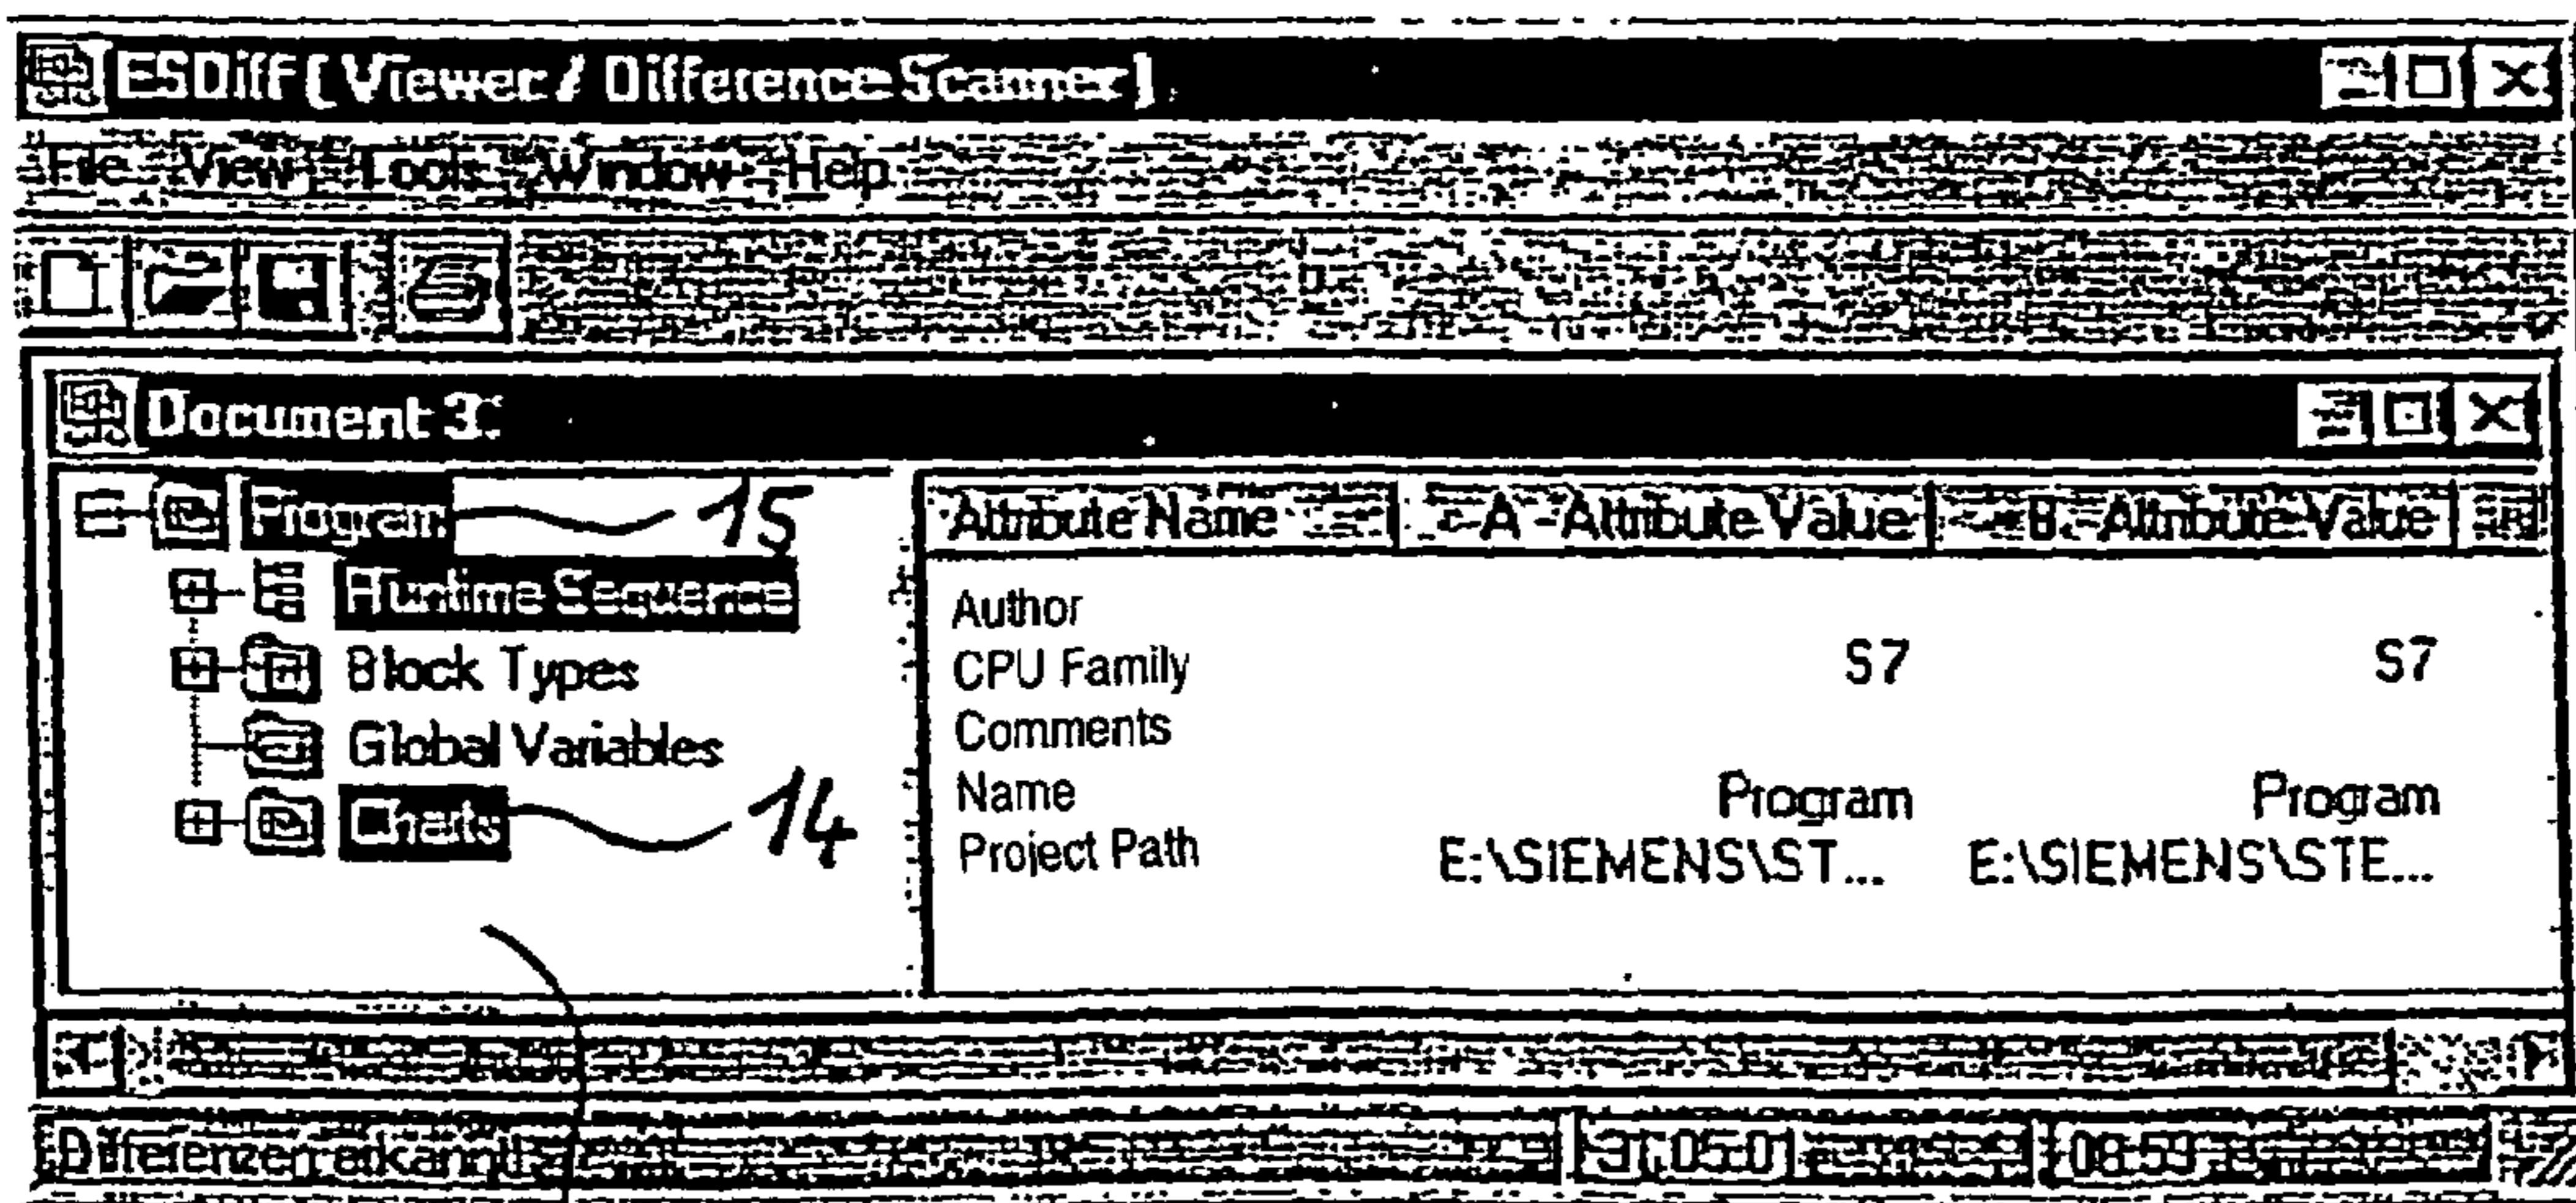 ESDiff [ Viewer / Difference Scanner ]
File View Tools Window Help
Document 3
Program 15
Runtime Sequence
Block Types
Global Variables
Charts 14
Attribute Name A - Attribute Value B - Attribute Value
Author
CPU Family S7 S7
Comments
Name Program Program
Project Path E:\SIEMENS\ST... E:\SIEMENS\STE...
Differenzen erkannt! 31.05.01 08:59